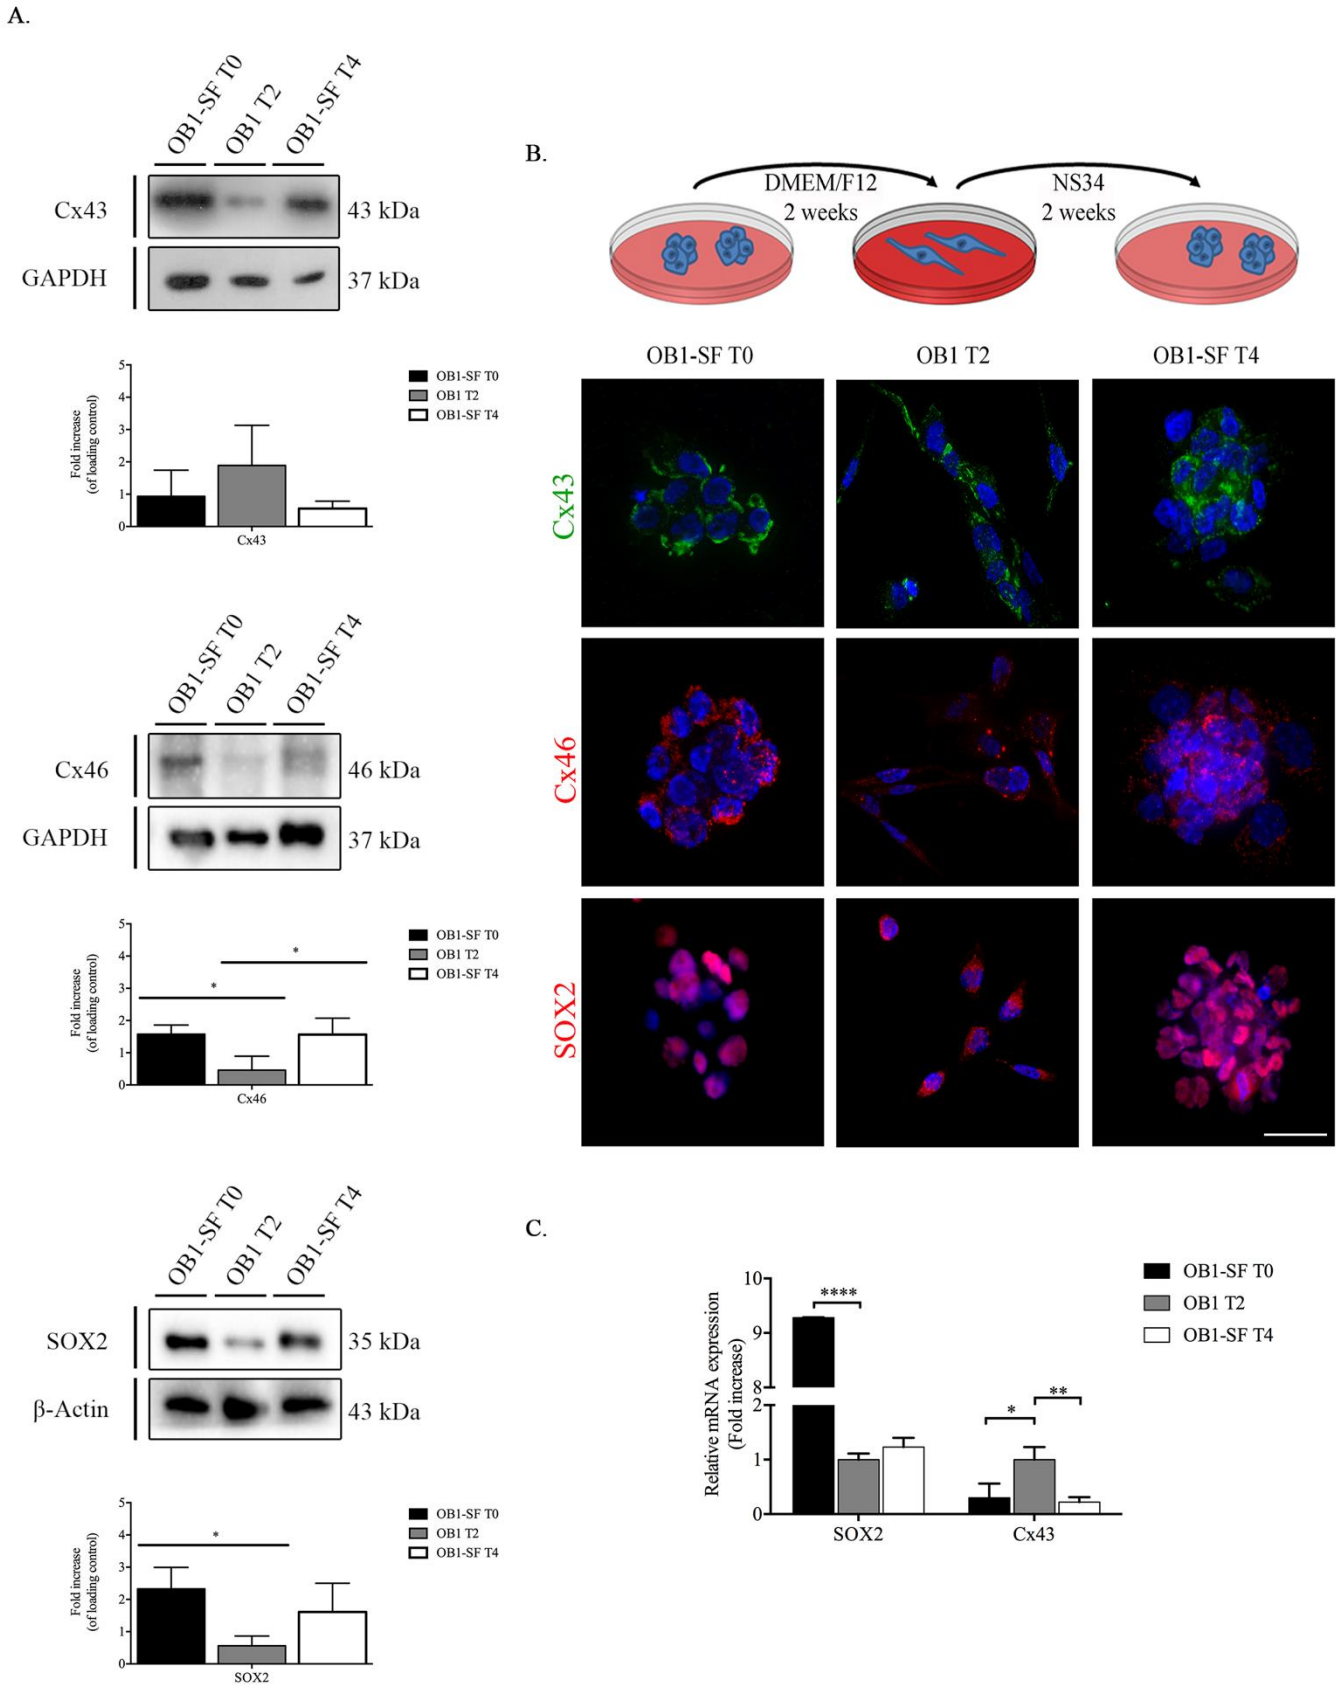 A.
OB1-SF T0
OB1 T2
OB1-SF T4
Cx43
43 kDa
GAPDH
37 kDa
5
4
3
2
1
0
Fold increase
(of loading control)
Cx43
OB1-SF T0
OB1 T2
OB1-SF T4
OB1-SF T0
OB1 T2
OB1-SF T4
Cx46
46 kDa
GAPDH
37 kDa
5
4
3
2
1
0
Fold increase
(of loading control)
*
*
Cx46
OB1-SF T0
OB1 T2
OB1-SF T4
OB1-SF T0
OB1 T2
OB1-SF T4
SOX2
35 kDa
β-Actin
43 kDa
5
4
3
2
1
0
Fold increase
(of loading control)
*
SOX2
OB1-SF T0
OB1 T2
OB1-SF T4
B.
DMEM/F12
2 weeks
NS34
2 weeks
OB1-SF T0
OB1 T2
OB1-SF T4
Cx43
Cx46
SOX2
C.
10
9
8
2
1
0
Relative mRNA expression
(Fold increase)
****
*
**
SOX2
Cx43
OB1-SF T0
OB1 T2
OB1-SF T4